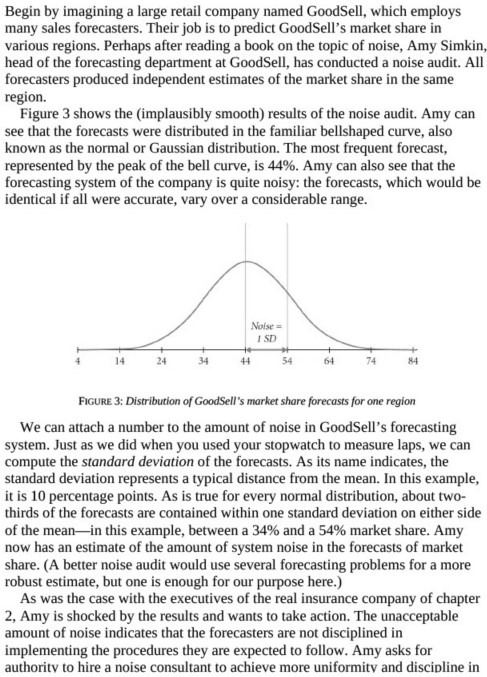 Begin by imagining a large retail company named GoodSell, which employs
many sales forecasters. Their job is to predict GoodSell’s market share in
various regions. Perhaps after reading a book on the topic of noise, Amy Simkin,
head of the forecasting department at GoodSell, has conducted a noise audit. All
forecasters produced independent estimates of the market share in the same
region.
Figure 3 shows the (implausibly smooth) results of the noise audit. Amy can
see that the forecasts were distributed in the familiar bellshaped curve, also
known as the normal or Gaussian distribution. The most frequent forecast,
represented by the peak of the bell curve, is 44%. Amy can also see that the
forecasting system of the company is quite noisy: the forecasts, which would be
identical if all were accurate, vary over a considerable range.
Noise =
1 SD
4 14 24 34 44 54 64 74 84
FIGURE 3: Distribution of GoodSell’s market share forecasts for one region
We can attach a number to the amount of noise in GoodSell’s forecasting
system. Just as we did when you used your stopwatch to measure laps, we can
compute the standard deviation of the forecasts. As its name indicates, the
standard deviation represents a typical distance from the mean. In this example,
it is 10 percentage points. As is true for every normal distribution, about two-
thirds of the forecasts are contained within one standard deviation on either side
of the mean—in this example, between a 34% and a 54% market share. Amy
now has an estimate of the amount of system noise in the forecasts of market
share. (A better noise audit would use several forecasting problems for a more
robust estimate, but one is enough for our purpose here.)
As was the case with the executives of the real insurance company of chapter
2, Amy is shocked by the results and wants to take action. The unacceptable
amount of noise indicates that the forecasters are not disciplined in
implementing the procedures they are expected to follow. Amy asks for
authority to hire a noise consultant to achieve more uniformity and discipline in